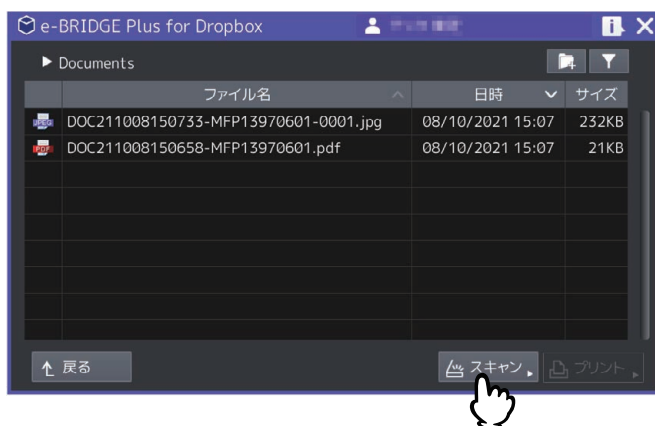 e-BRIDGE Plus for Dropbox
Documents
ファイル名 日時 サイズ
JPEG DOC211008150733-MFP13970601-0001.jpg 08/10/2021 15:07 232KB
PDF DOC211008150658-MFP13970601.pdf 08/10/2021 15:07 21KB
戻る スキャン プリント